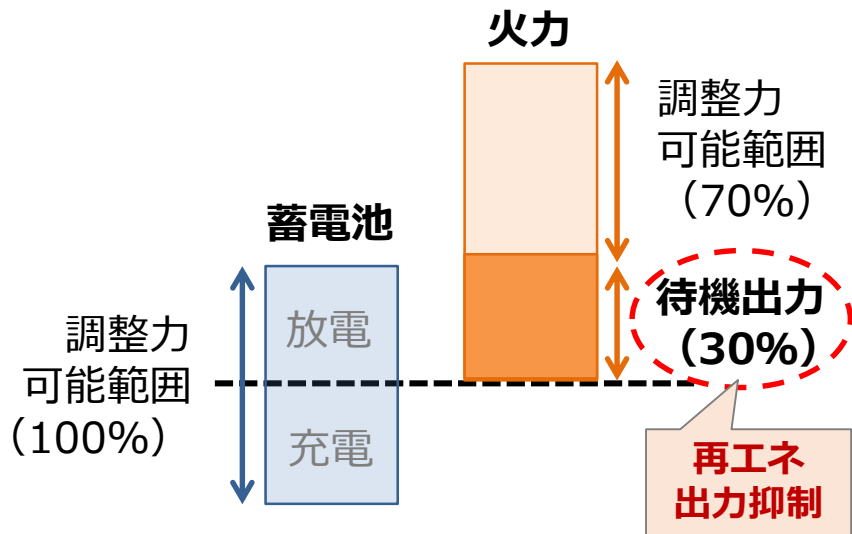 火力
調整力
可能範囲
（70%）
蓄電池
放電
充電
調整力
可能範囲
（100%）
待機出力
（30%）
再エネ
出力抑制